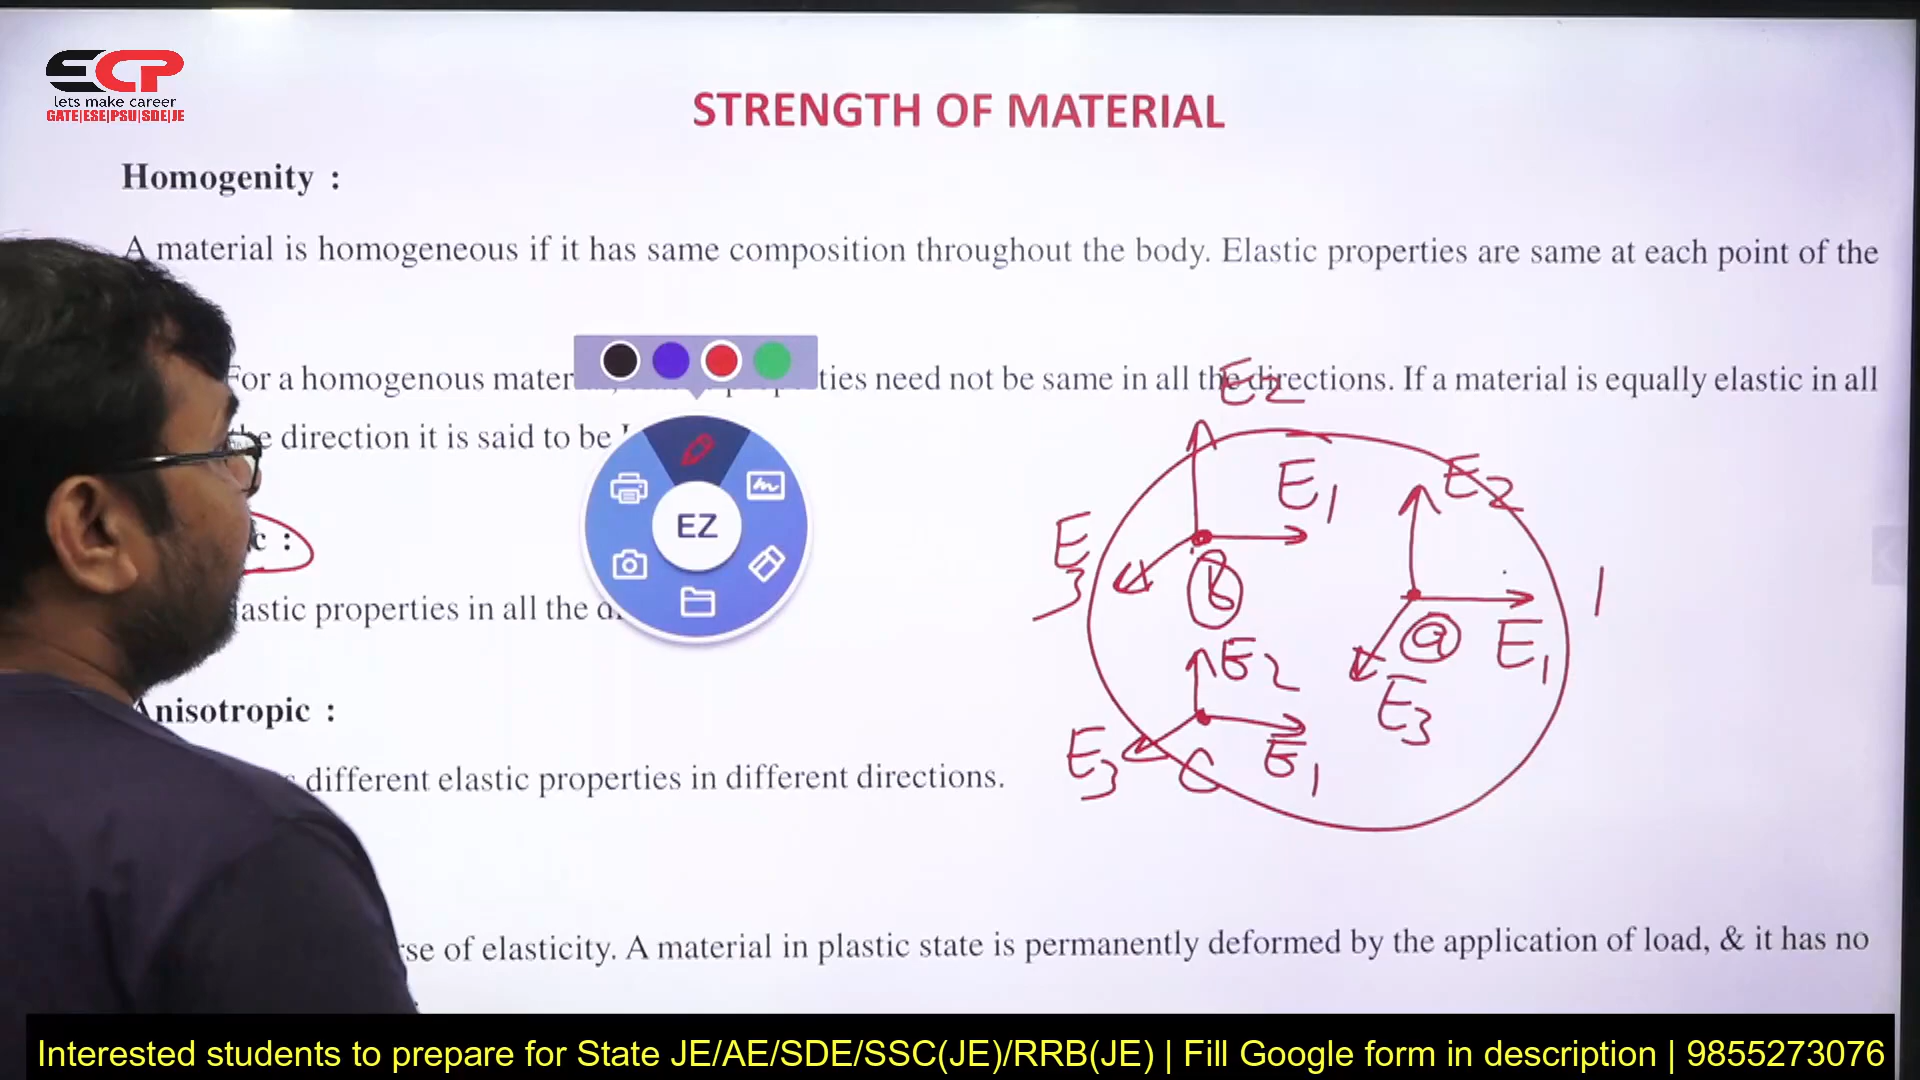 ECP
lets make career
GATE|ESE|PSU|SDE|JE
STRENGTH OF MATERIAL
Homogenity :
A material is homogeneous if it has same composition throughout the body. Elastic properties are same at each point of the
For a homogenous mater ties need not be same in all the directions. If a material is equally elastic in all
the direction it is said to be
c :
lastic properties in all the
Anisotropic :
different elastic properties in different directions.
se of elasticity. A material in plastic state is permanently deformed by the application of load, & it has no
EZ
E2
E1
E3
b
E2
E1
E3
a
1
E2
E1
E3
C
Interested students to prepare for State JE/AE/SDE/SSC(JE)/RRB(JE) | Fill Google form in description | 9855273076